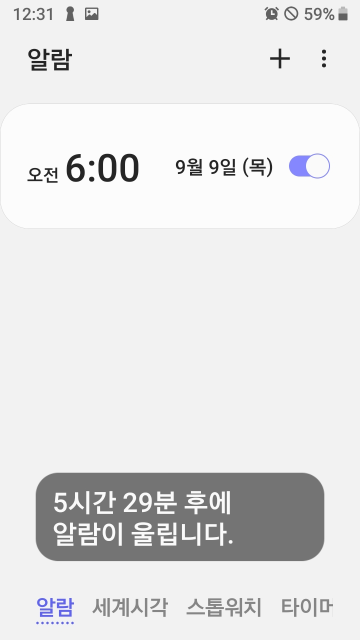 12:31 59%
알람
오전 6:00 9월 9일 (목)
5시간 29분 후에
알람이 울립니다.
알람 세계시각 스톱워치 타이머